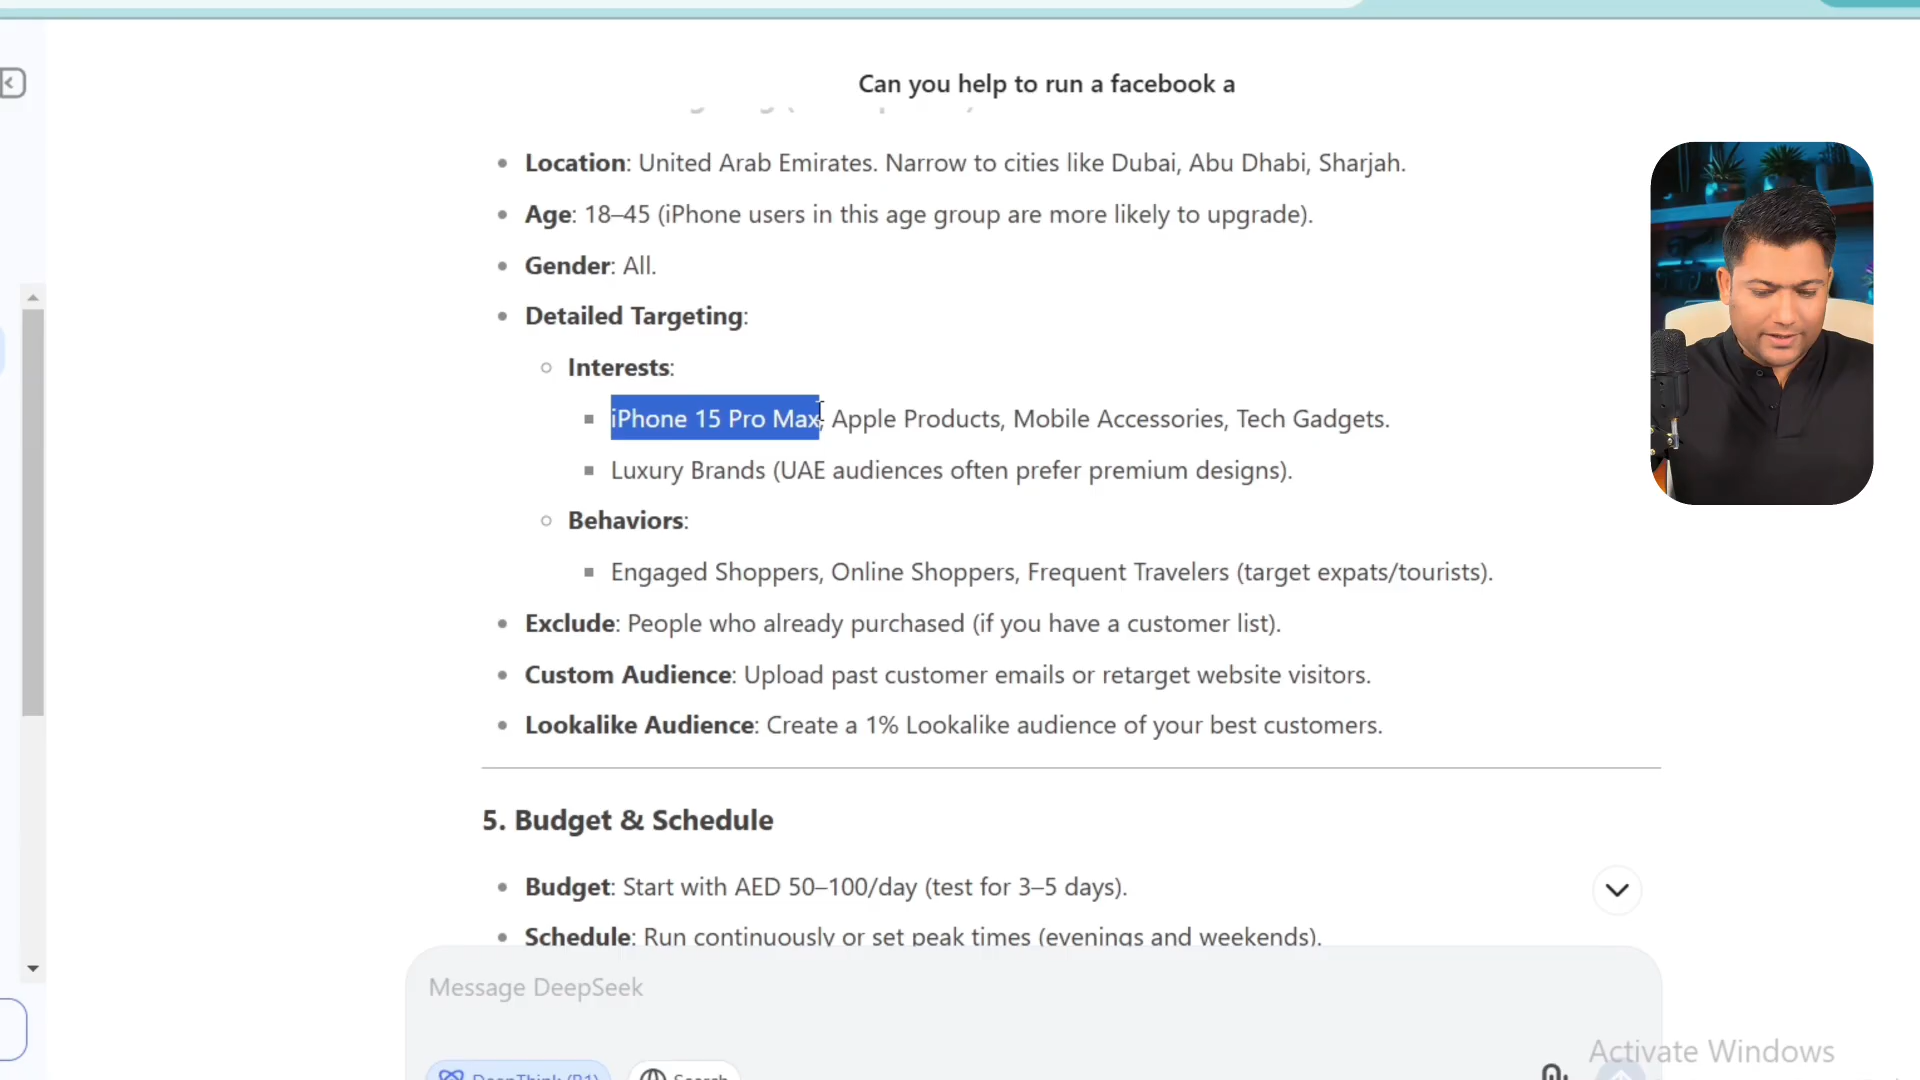 Can you help to run a facebook a
Location: United Arab Emirates. Narrow to cities like Dubai, Abu Dhabi, Sharjah.
Age: 18–45 (iPhone users in this age group are more likely to upgrade).
Gender: All.
Detailed Targeting:
Interests:
iPhone 15 Pro Max, Apple Products, Mobile Accessories, Tech Gadgets.
Luxury Brands (UAE audiences often prefer premium designs).
Behaviors:
Engaged Shoppers, Online Shoppers, Frequent Travelers (target expats/tourists).
Exclude: People who already purchased (if you have a customer list).
Custom Audience: Upload past customer emails or retarget website visitors.
Lookalike Audience: Create a 1% Lookalike audience of your best customers.
5. Budget & Schedule
Budget: Start with AED 50–100/day (test for 3–5 days).
Schedule: Run continuously or set peak times (evenings and weekends).
Message DeepSeek
Activate Windows
DeepThink (R1) Search